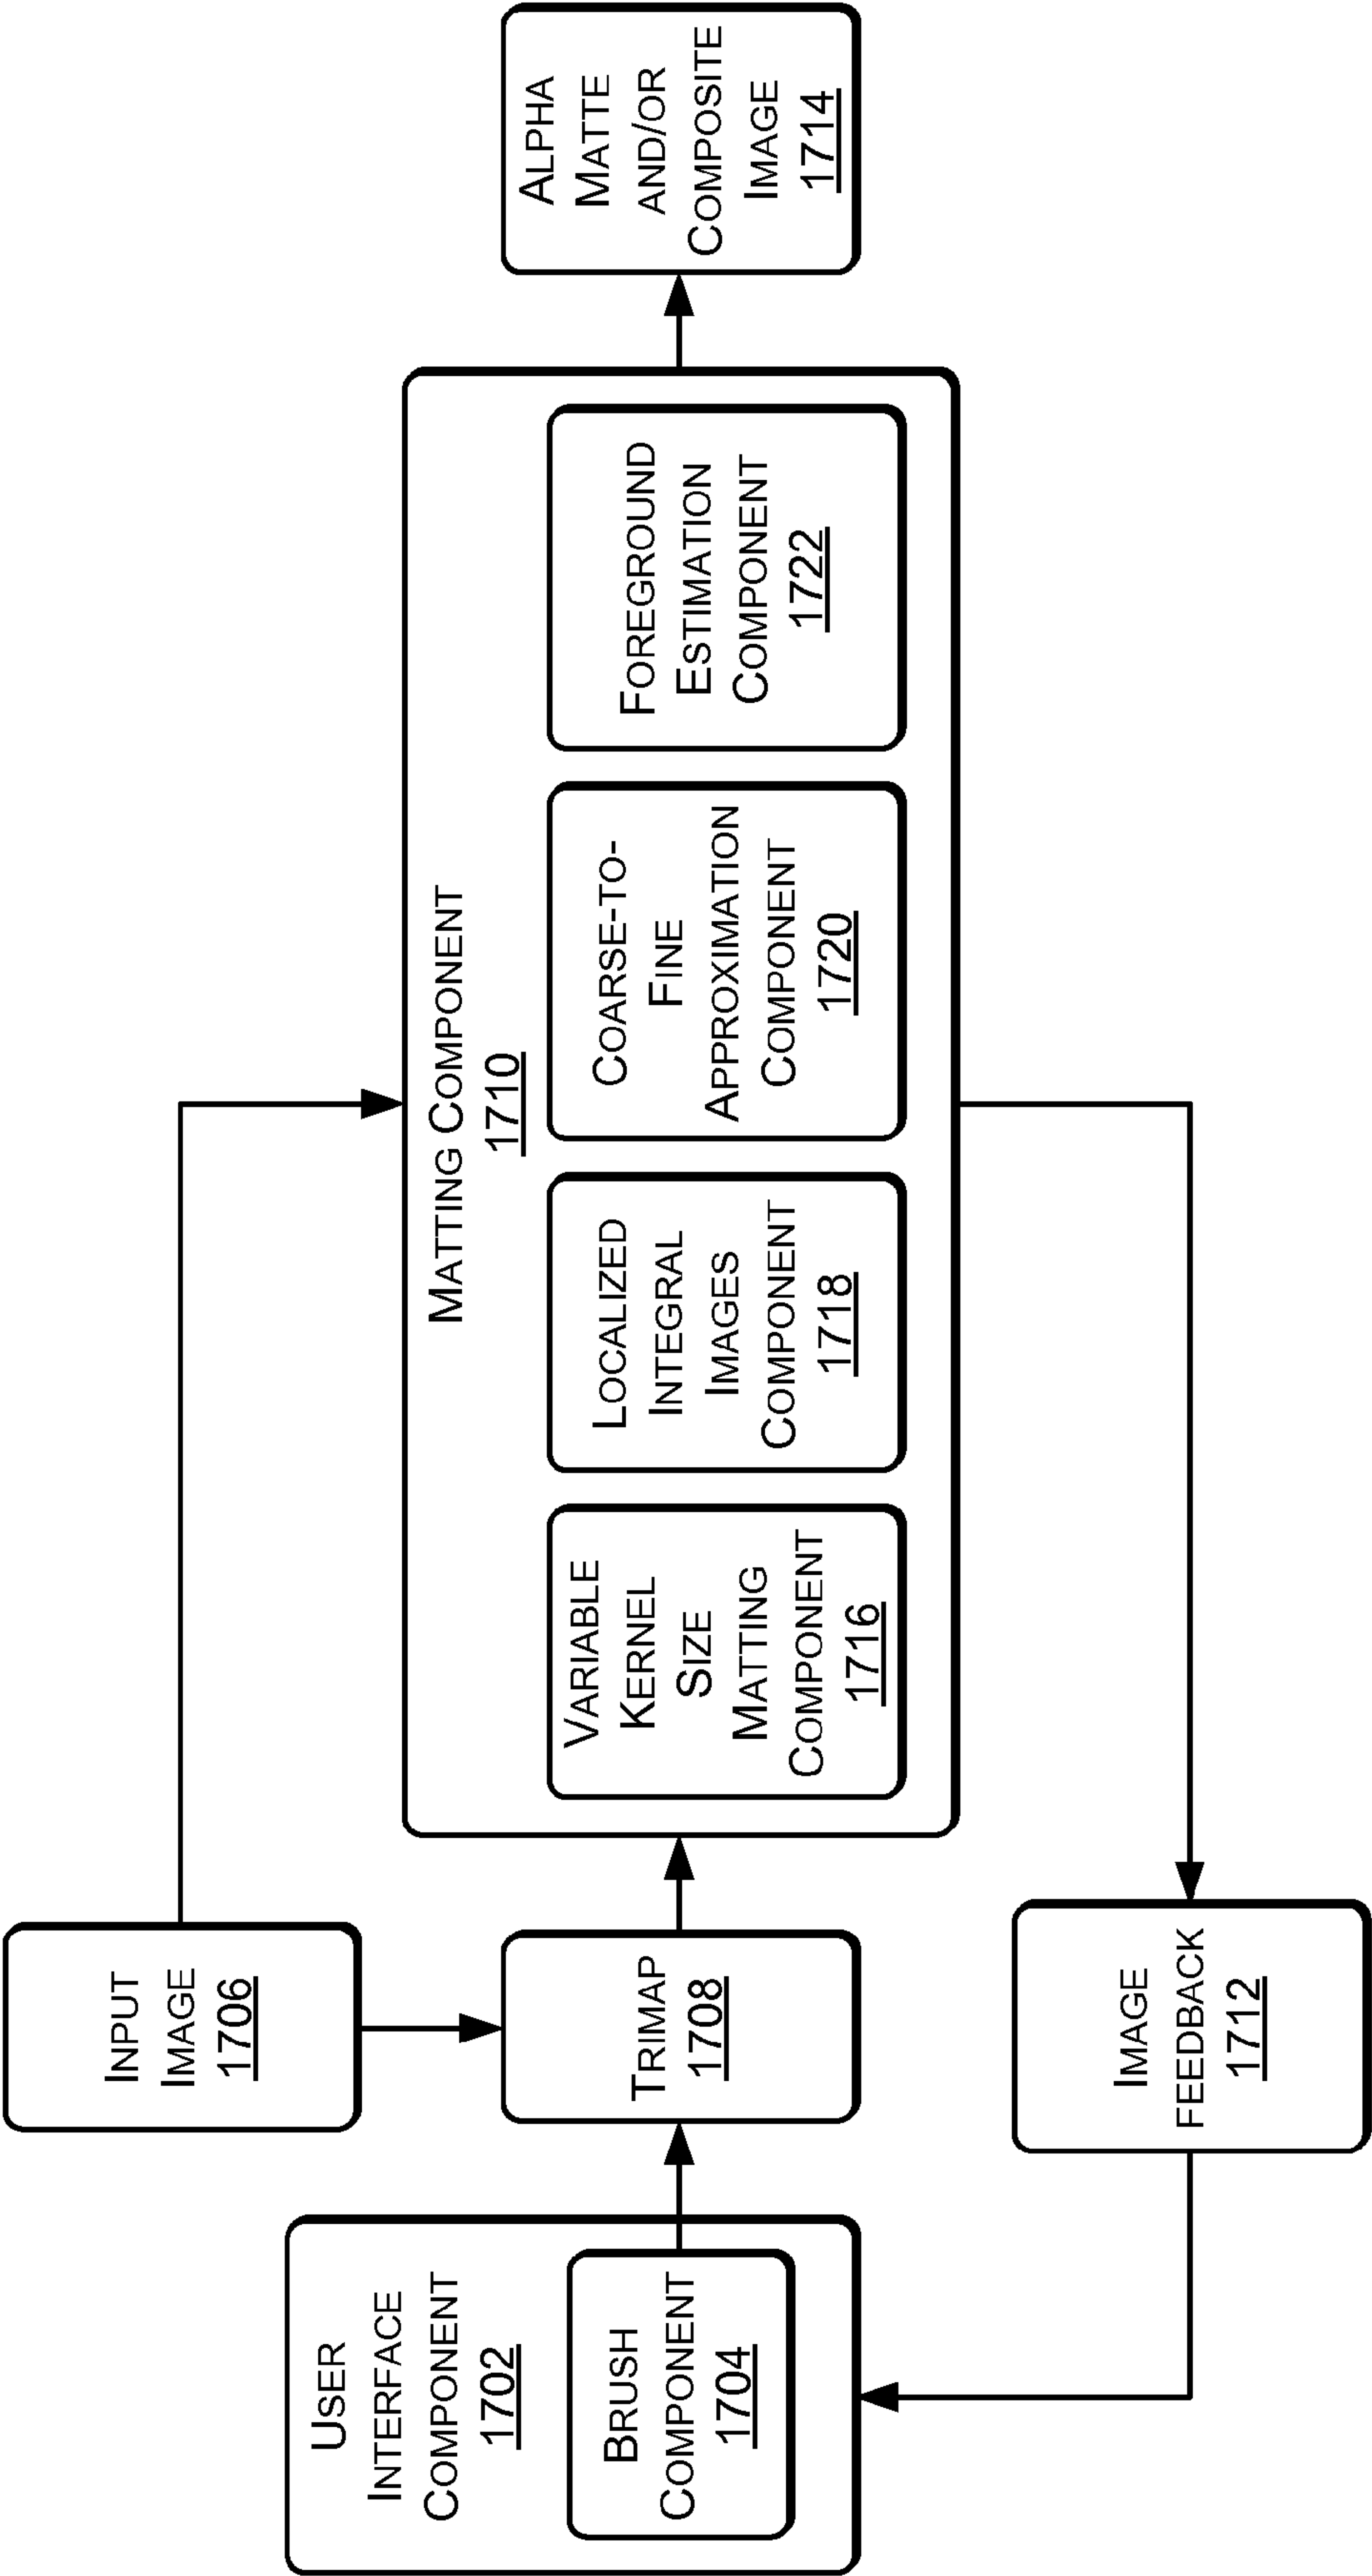 USER
INTERFACE
COMPONENT
1702
BRUSH
COMPONENT
1704
INPUT
IMAGE
1706
TRIMAP
1708
IMAGE
FEEDBACK
1712
MATTING COMPONENT
1710
VARIABLE
KERNEL
SIZE
MATTING
COMPONENT
1716
LOCALIZED
INTEGRAL
IMAGES
COMPONENT
1718
COARSE-TO-
FINE
APPROXIMATION
COMPONENT
1720
FOREGROUND
ESTIMATION
COMPONENT
1722
ALPHA
MATTE
AND/OR
COMPOSITE
IMAGE
1714